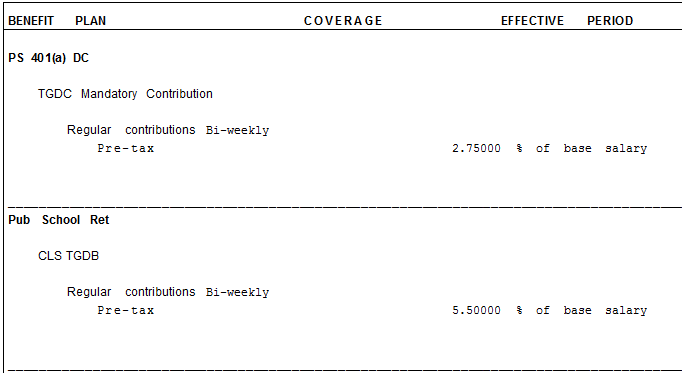 BENEFIT PLAN COVERAGE EFFECTIVE PERIOD
PS 401(a) DC
TGDC Mandatory Contribution
Regular contributions Bi-weekly
Pre-tax 2.75000 % of base salary
Pub School Ret
CLS TGDB
Regular contributions Bi-weekly
Pre-tax 5.50000 % of base salary